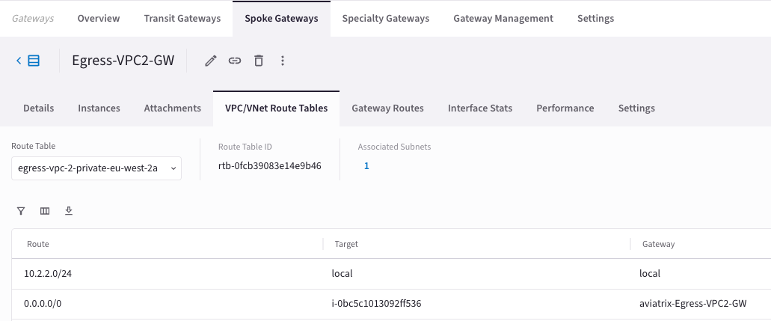 Gateways Overview Transit Gateways Spoke Gateways Specialty Gateways Gateway Management Settings
Egress-VPC2-GW
Details Instances Attachments VPC/VNet Route Tables Gateway Routes Interface Stats Performance Settings
Route Table Route Table ID Associated Subnets
egress-vpc-2-private-eu-west-2a rtb-0fcb39083e14e9b46 1
Route Target Gateway
10.2.2.0/24 local local
0.0.0.0/0 i-0bc5c1013092ff536 aviatrix-Egress-VPC2-GW